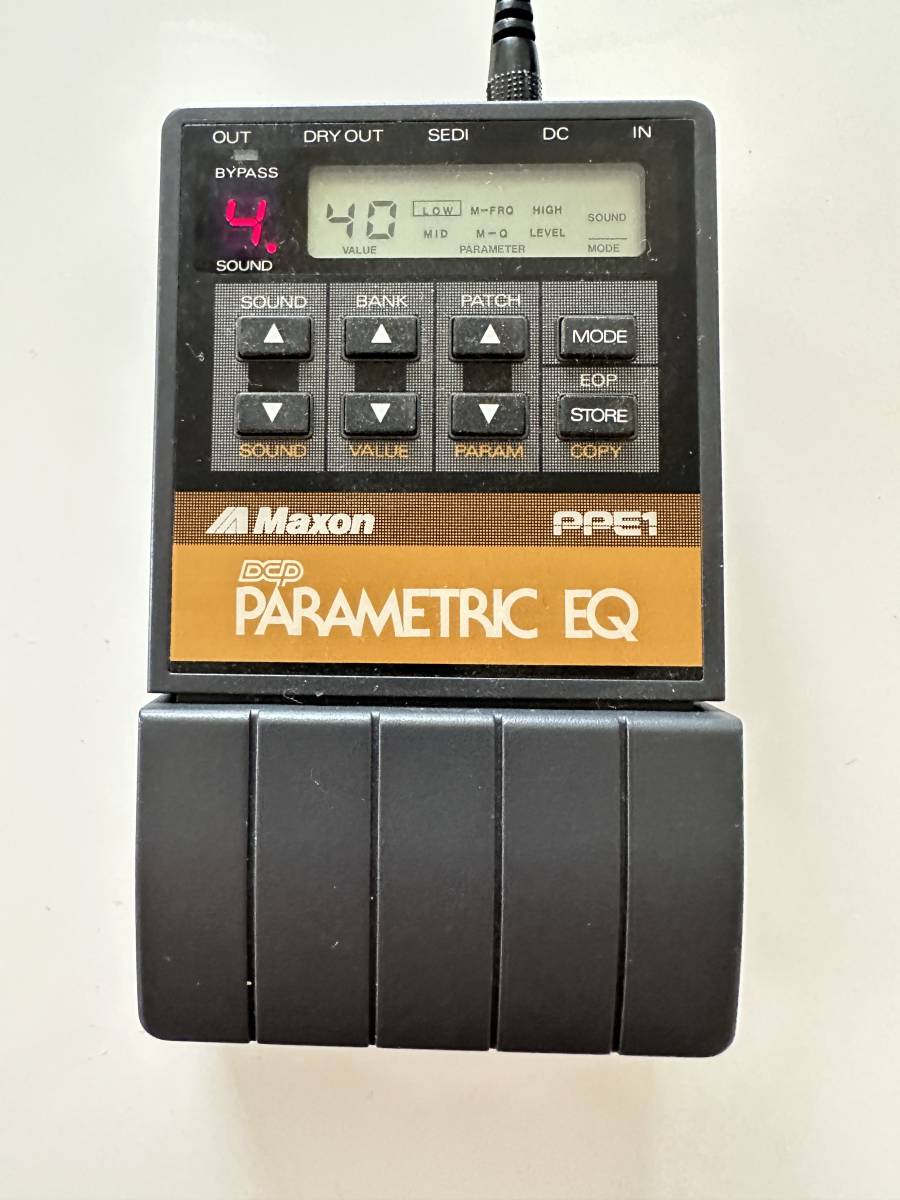 OUT DRY OUT SEDI DC IN
BYPASS
4.
SOUND
40 LOW M-FRQ HIGH SOUND
MID M-Q LEVEL
VALUE PARAMETER MODE
SOUND BANK PATCH
MODE
EOP
STORE
SOUND VALUE PARAM COPY
Maxon PPE1
DCP
PARAMETRIC EQ